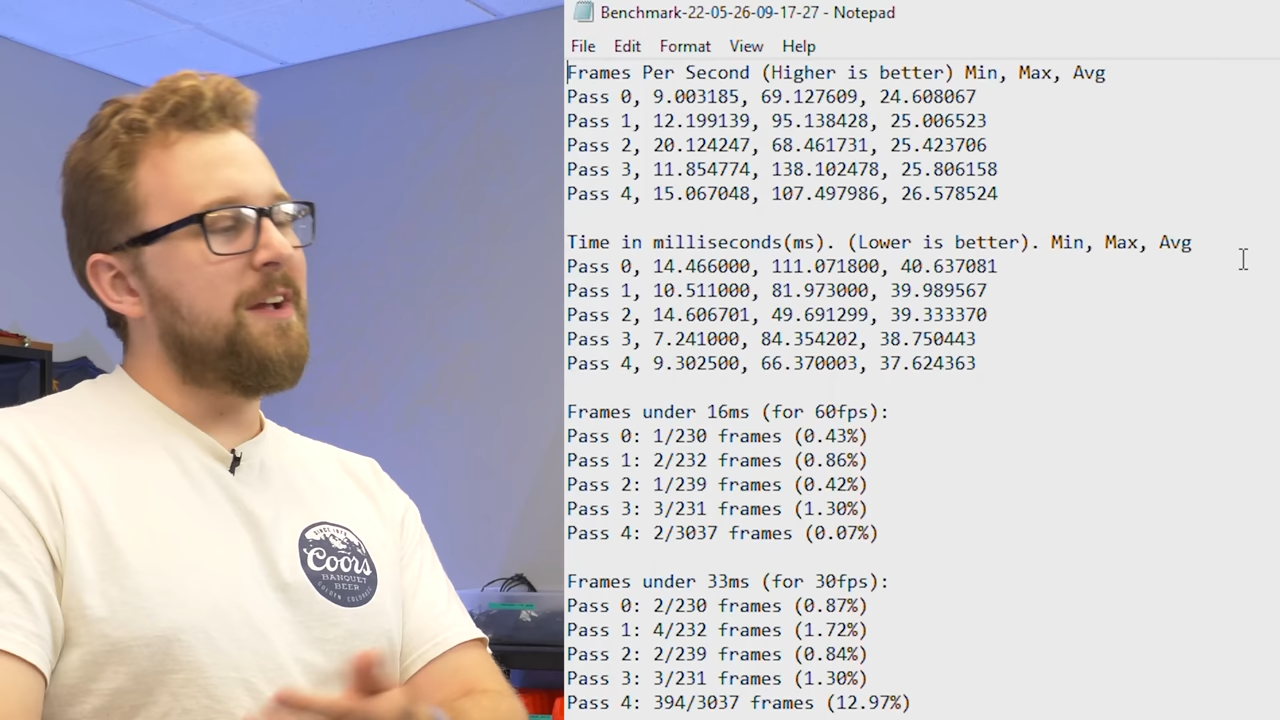 Benchmark-22-05-26-09-17-27 - Notepad
File Edit Format View Help
Frames Per Second (Higher is better) Min, Max, Avg
Pass 0, 9.003185, 69.127609, 24.608067
Pass 1, 12.199139, 95.138428, 25.006523
Pass 2, 20.124247, 68.461731, 25.423706
Pass 3, 11.854774, 138.102478, 25.806158
Pass 4, 15.067048, 107.497986, 26.578524
Time in milliseconds(ms). (Lower is better). Min, Max, Avg
Pass 0, 14.466000, 111.071800, 40.637081
Pass 1, 10.511000, 81.973000, 39.989567
Pass 2, 14.606701, 49.691299, 39.333370
Pass 3, 7.241000, 84.354202, 38.750443
Pass 4, 9.302500, 66.370003, 37.624363
Frames under 16ms (for 60fps):
Pass 0: 1/230 frames (0.43%)
Pass 1: 2/232 frames (0.86%)
Pass 2: 1/239 frames (0.42%)
Pass 3: 3/231 frames (1.30%)
Pass 4: 2/3037 frames (0.07%)
Frames under 33ms (for 30fps):
Pass 0: 2/230 frames (0.87%)
Pass 1: 4/232 frames (1.72%)
Pass 2: 2/239 frames (0.84%)
Pass 3: 3/231 frames (1.30%)
Pass 4: 394/3037 frames (12.97%)
Coors
BANQUET
BEER
GOLDEN COLORADO